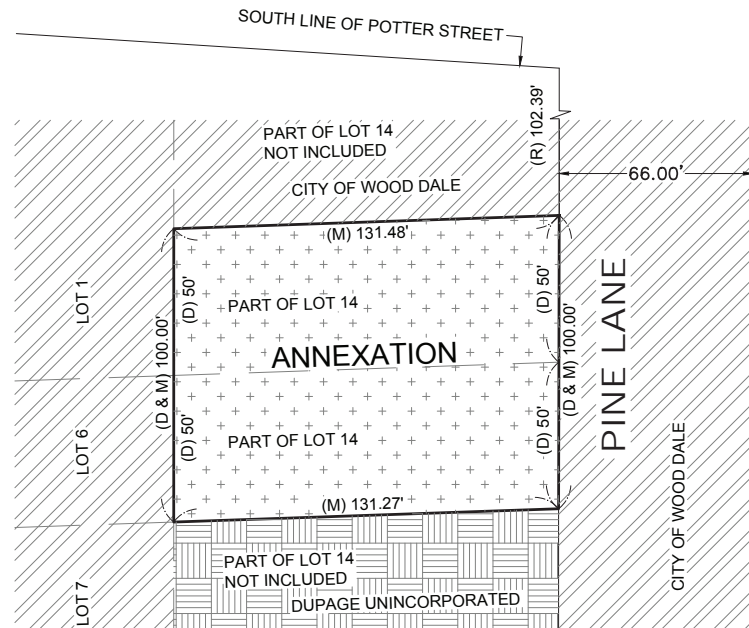 SOUTH LINE OF POTTER STREET
(R) 102.39'
PART OF LOT 14
NOT INCLUDED
CITY OF WOOD DALE
66.00'
(M) 131.48'
LOT 1
(D) 50'
PART OF LOT 14
(D) 50'
(D & M) 100.00'
ANNEXATION
(D & M) 100.00'
PINE LANE
LOT 6
(D) 50'
PART OF LOT 14
(D) 50'
(M) 131.27'
CITY OF WOOD DALE
LOT 7
PART OF LOT 14
NOT INCLUDED
DUPAGE UNINCORPORATED